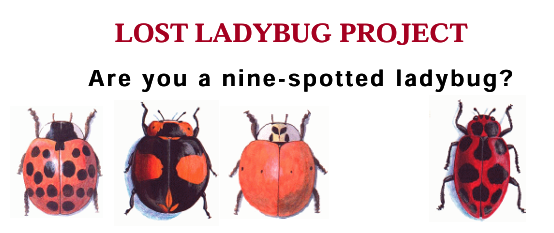 LOST LADYBUG PROJECT
Are you a nine-spotted ladybug?